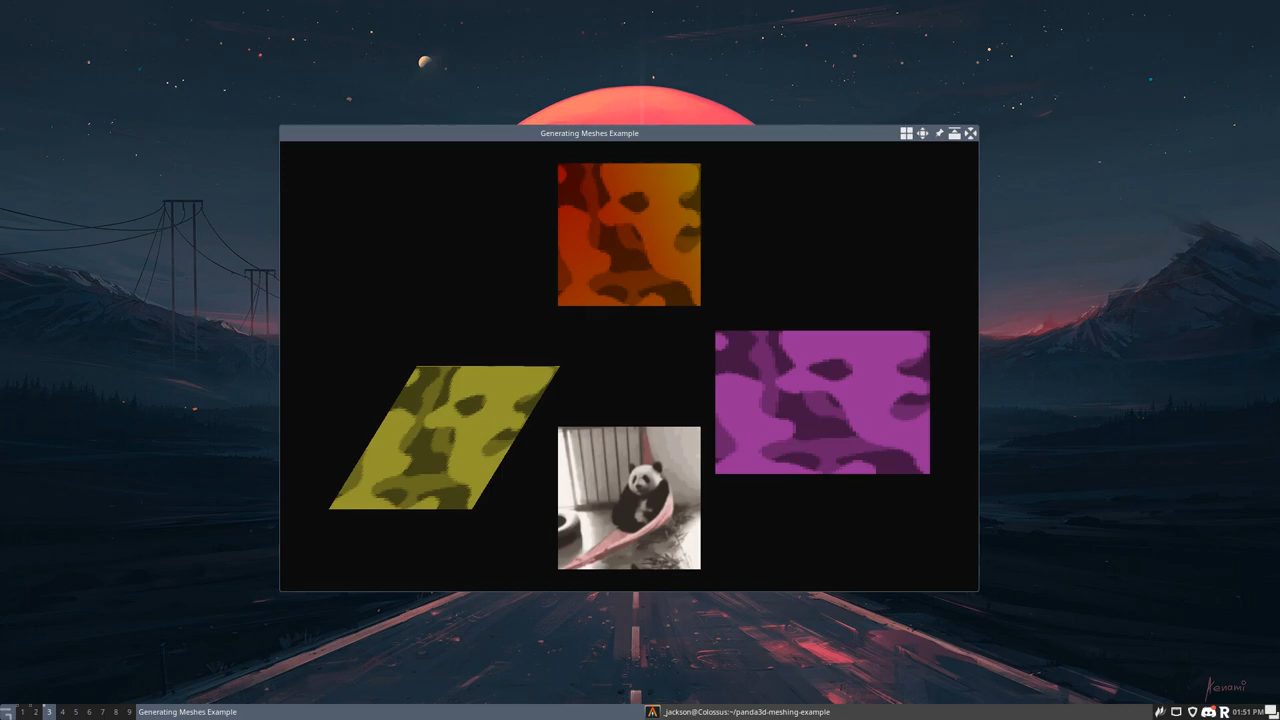 Generating Meshes Example
Kenami
1 2 3 4 5 6 7 8 9 Generating Meshes Example jackson@Colossus:~/panda3d-meshing-example 01:51 PM